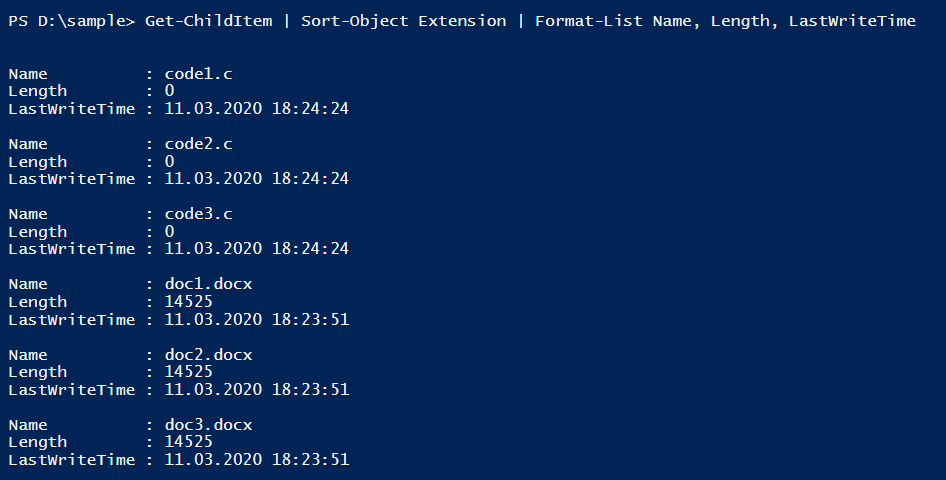 PS D:\sample> Get-ChildItem | Sort-Object Extension | Format-List Name, Length, LastWriteTime
Name          : code1.c
Length        : 0
LastWriteTime : 11.03.2020 18:24:24
Name          : code2.c
Length        : 0
LastWriteTime : 11.03.2020 18:24:24
Name          : code3.c
Length        : 0
LastWriteTime : 11.03.2020 18:24:24
Name          : doc1.docx
Length        : 14525
LastWriteTime : 11.03.2020 18:23:51
Name          : doc2.docx
Length        : 14525
LastWriteTime : 11.03.2020 18:23:51
Name          : doc3.docx
Length        : 14525
LastWriteTime : 11.03.2020 18:23:51